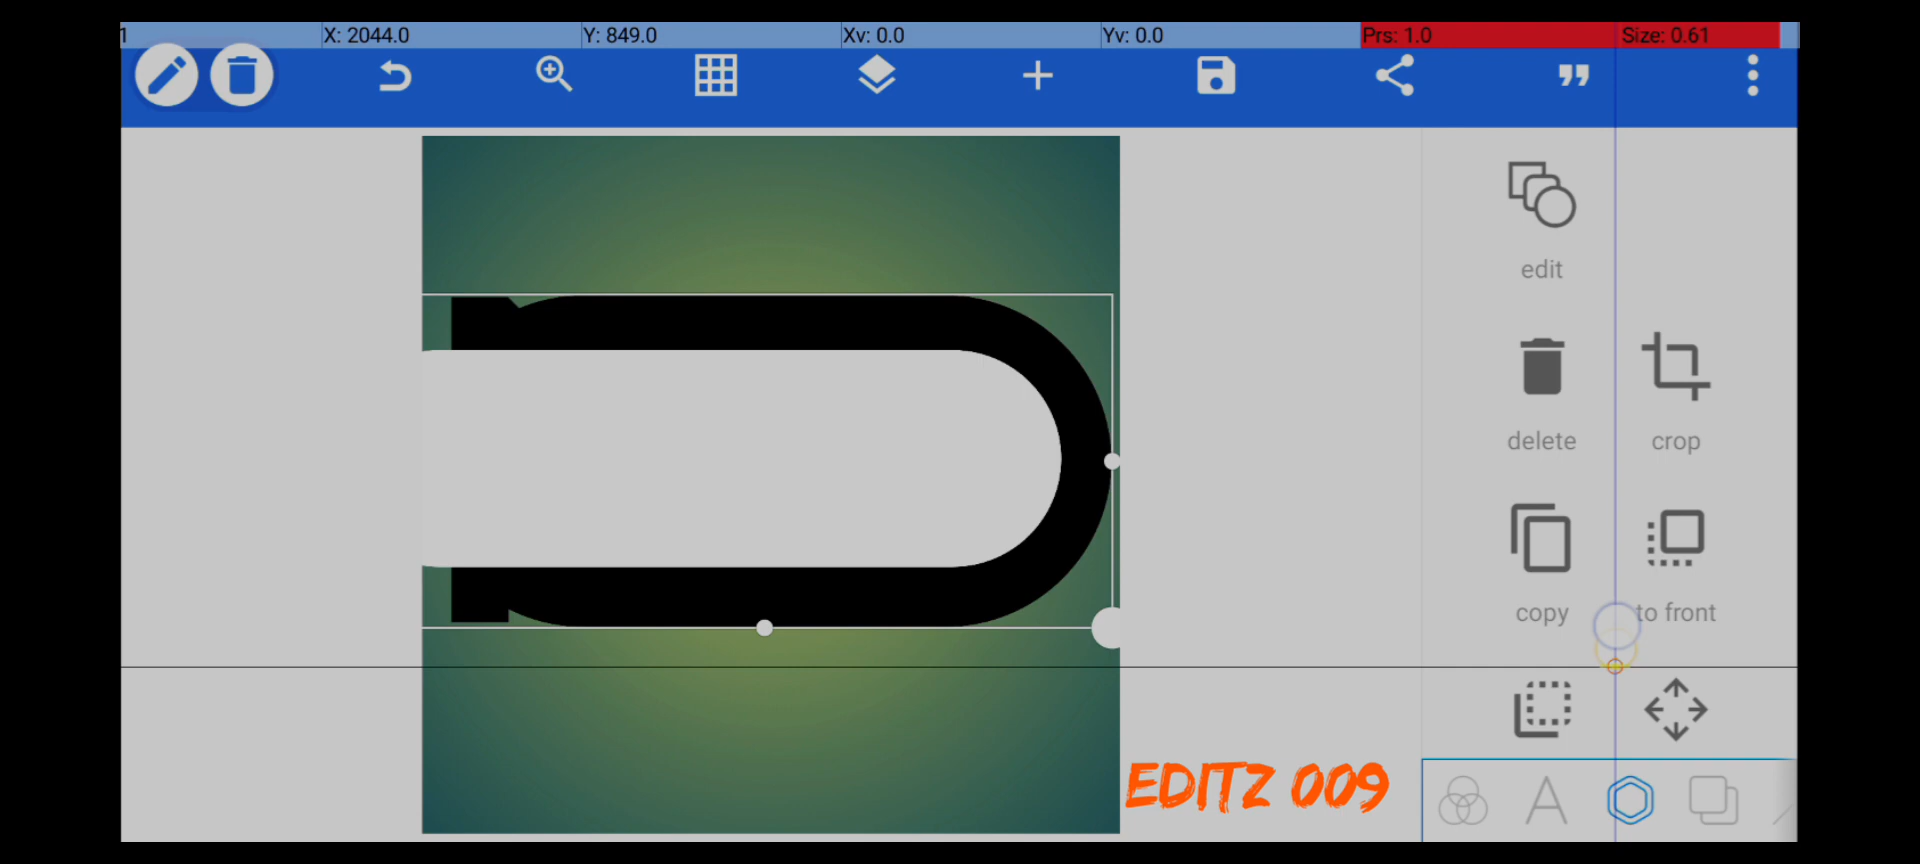 1 X: 2044.0 Y: 849.0 Xv: 0.0 Yv: 0.0 Prs: 1.0 Size: 0.61
edit
delete crop
copy to front
EDITZ 009